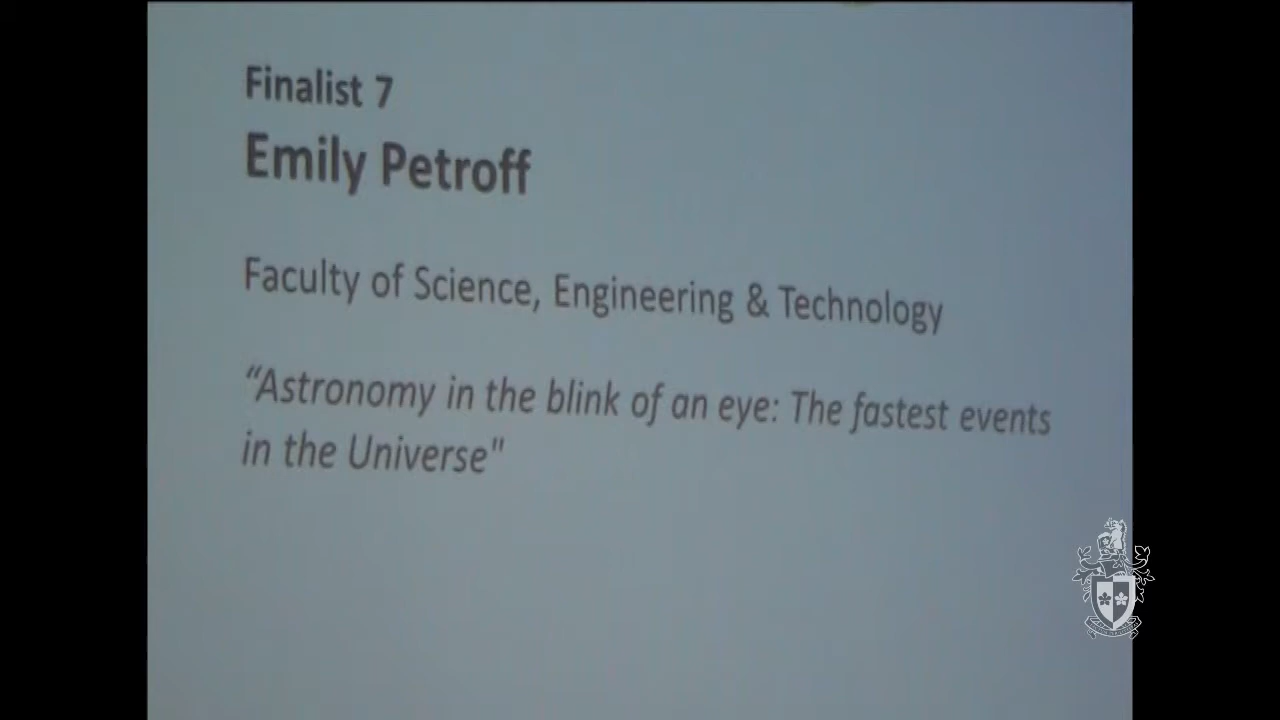 Finalist 7
Emily Petroff
Faculty of Science, Engineering & Technology
“Astronomy in the blink of an eye: The fastest events
in the Universe"